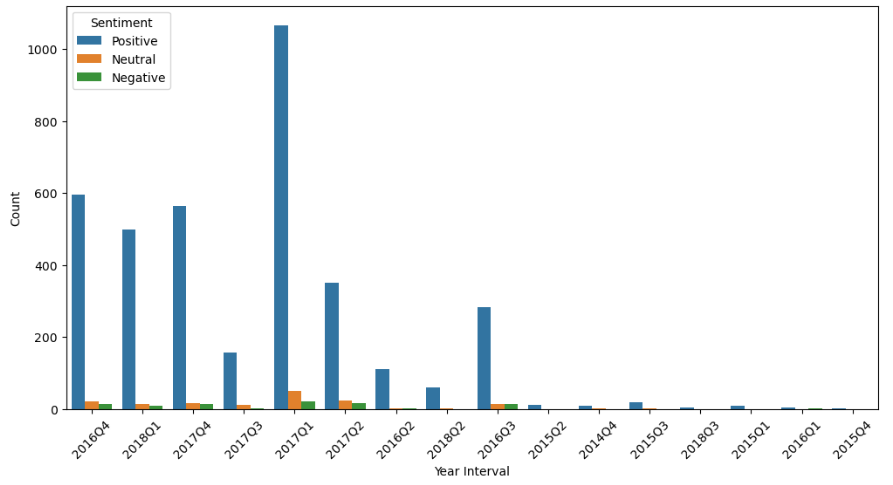 Sentiment
Positive
Neutral
Negative
1000
800
600
400
200
0
Count
2016Q4
2018Q1
2017Q4
2017Q3
2017Q1
2017Q2
2016Q2
2018Q2
2016Q3
2015Q2
2014Q4
2015Q3
2018Q3
2015Q1
2016Q1
2015Q4
Year Interval